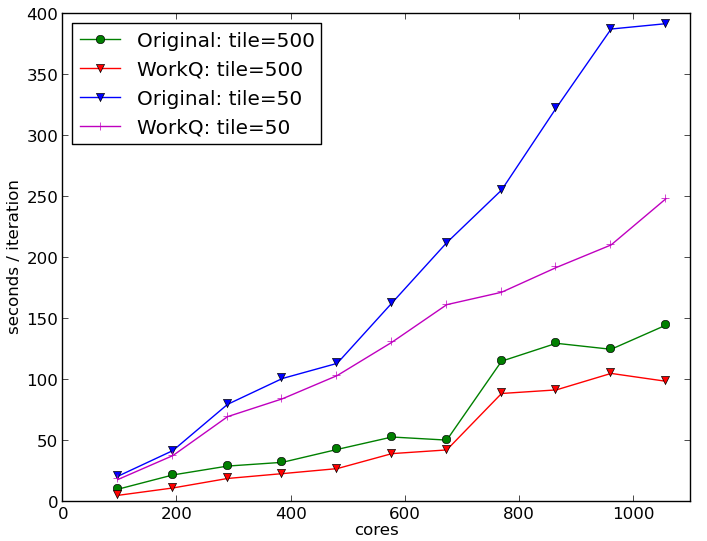 400
350
300
250
200
150
100
50
0
seconds / iteration
Original: tile=500
WorkQ: tile=500
Original: tile=50
WorkQ: tile=50
0 200 400 600 800 1000
cores